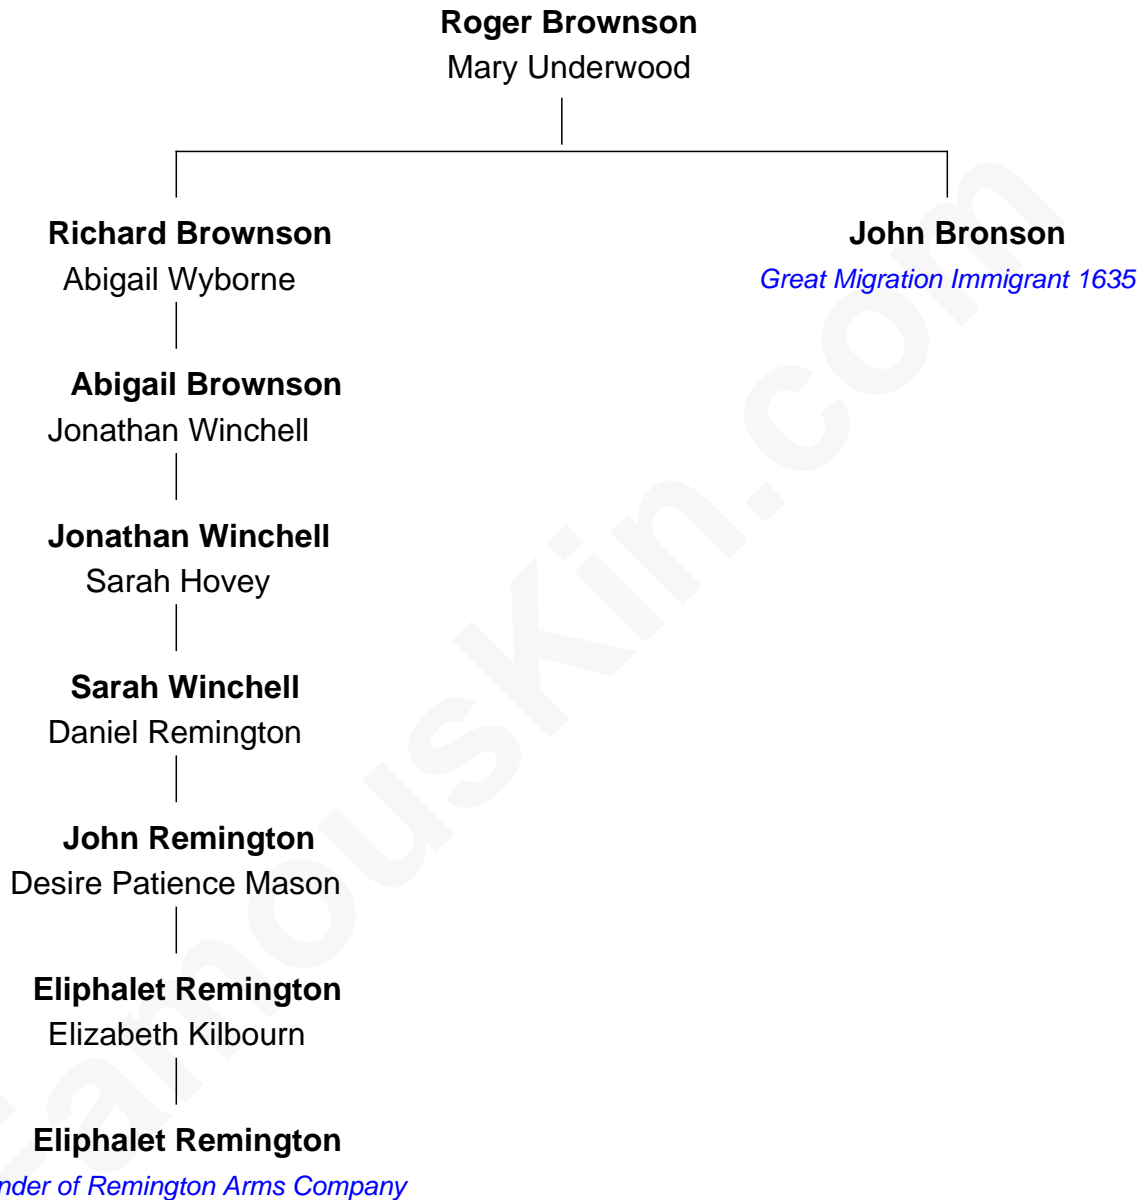 Roger Brownson
Mary Underwood
Richard Brownson
John Bronson
Abigail Wyborne
Great Migration Immigrant 1635
Abigail Brownson
Jonathan Winchell
Jonathan Winchell
Sarah Hovey
Sarah Winchell
Daniel Remington
John Remington
Desire Patience Mason
Eliphalet Remington
Elizabeth Kilbourn
Eliphalet Remington
nder of Remington Arms Company
FamousKin.com